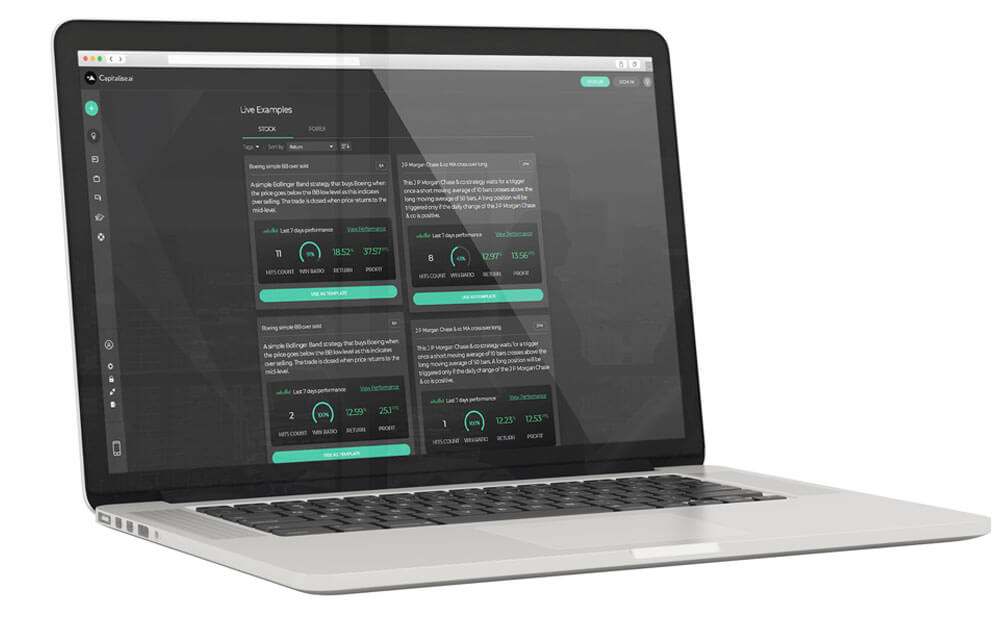 Capitalise.ai
SIGN IN
Live Examples
STOCK
FOREX
Tags
Sort by
Return
Boeing simple BB over sold
A simple Bollinger Band strategy that buys Boeing when
the price goes below the BB low level as this indicates
over selling. The trade is closed when price returns to the
mid-level.
Last 7 days performance
View Performance
11
91%
18.52%
37.57
HITS COUNT
WIN RATIO
RETURN
PROFIT
USE AS TEMPLATE
J P Morgan Chase & co MA cross over long
This J P Morgan Chase & co strategy waits for a trigger
once a short moving average of 10 bars crosses above the
long moving average of 50 bars. A long position will be
triggered only if the daily change of the J P Morgan Chase
& co is positive.
Last 7 days performance
View Performance
8
12.97%
13.56
HITS COUNT
WIN RATIO
RETURN
PROFIT
USE AS TEMPLATE
Boeing simple BB over sold
A simple Bollinger Band strategy that buys Boeing when
the price goes below the BB low level as this indicates
over selling. The trade is closed when price returns to the
mid-level.
Last 7 days performance
View Performance
2
100%
12.59%
25.1
HITS COUNT
WIN RATIO
RETURN
PROFIT
USE AS TEMPLATE
J P Morgan Chase & co MA cross over long
This J P Morgan Chase & co strategy waits for a trigger
once a short moving average of 10 bars crosses above the
long moving average of 50 bars. A long position will be
triggered only if the daily change of the J P Morgan Chase
& co is positive.
Last 7 days performance
View Performance
1
100%
12.23%
12.53
HITS COUNT
WIN RATIO
RETURN
PROFIT